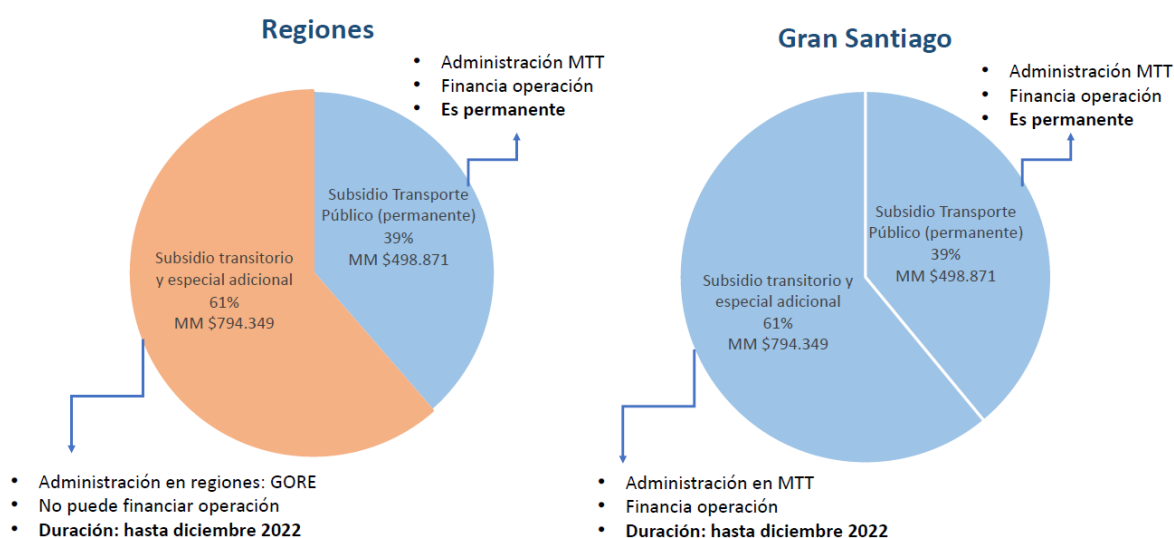 Regiones
• Administración MTT
• Financia operación
• Es permanente
Subsidio Transporte
Público (permanente)
39%
MM $498.871
Subsidio transitorio
y especial adicional
61%
MM $794.349
• Administración en regiones: GORE
• No puede financiar operación
• Duración: hasta diciembre 2022
Gran Santiago
• Administración MTT
• Financia operación
• Es permanente
Subsidio Transporte
Público (permanente)
39%
MM $498.871
Subsidio transitorio y
especial adicional
61%
MM $794.349
• Administración en MTT
• Financia operación
• Duración: hasta diciembre 2022